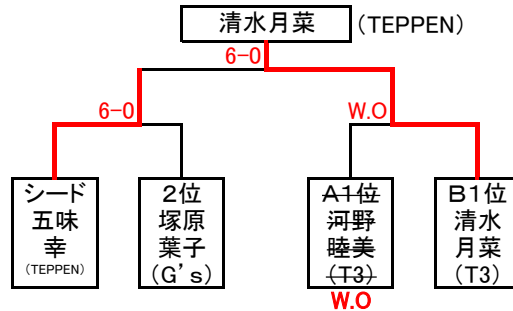 清水月菜 (TEPPEN)
6-0
6-0
W.O
シード
五味
幸
(TEPPEN)
2位
塚原
葉子
(G's)
A1位
河野
睦美
(T3)
W.O
B1位
清水
月菜
(T3)